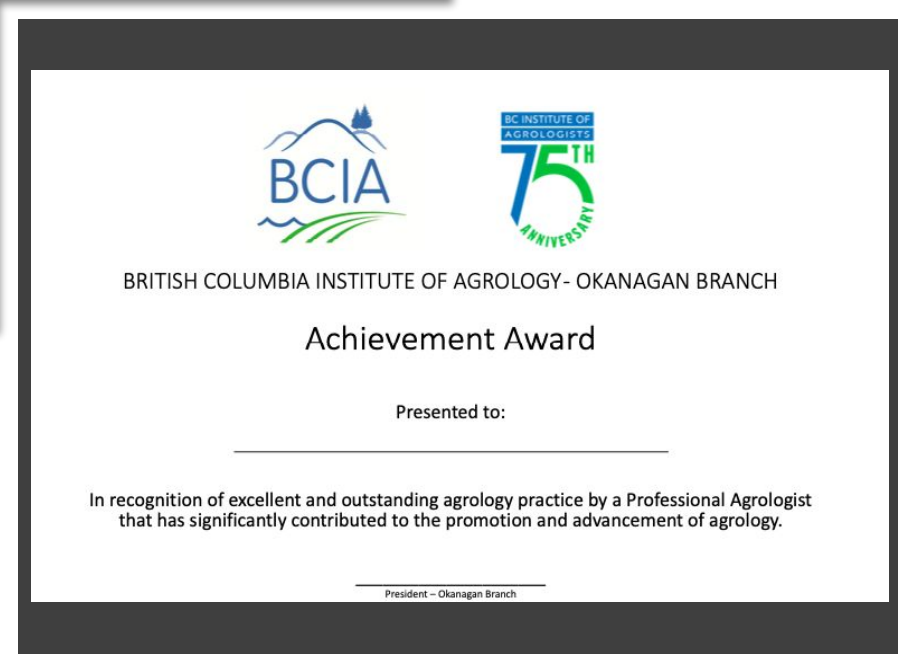 BCIA
BC INSTITUTE OF
AGROLOGISTS
75TH
ANNIVERSARY
BRITISH COLUMBIA INSTITUTE OF AGROLOGY- OKANAGAN BRANCH
Achievement Award
Presented to:
In recognition of excellent and outstanding agrology practice by a Professional Agrologist
that has significantly contributed to the promotion and advancement of agrology.
President – Okanagan Branch